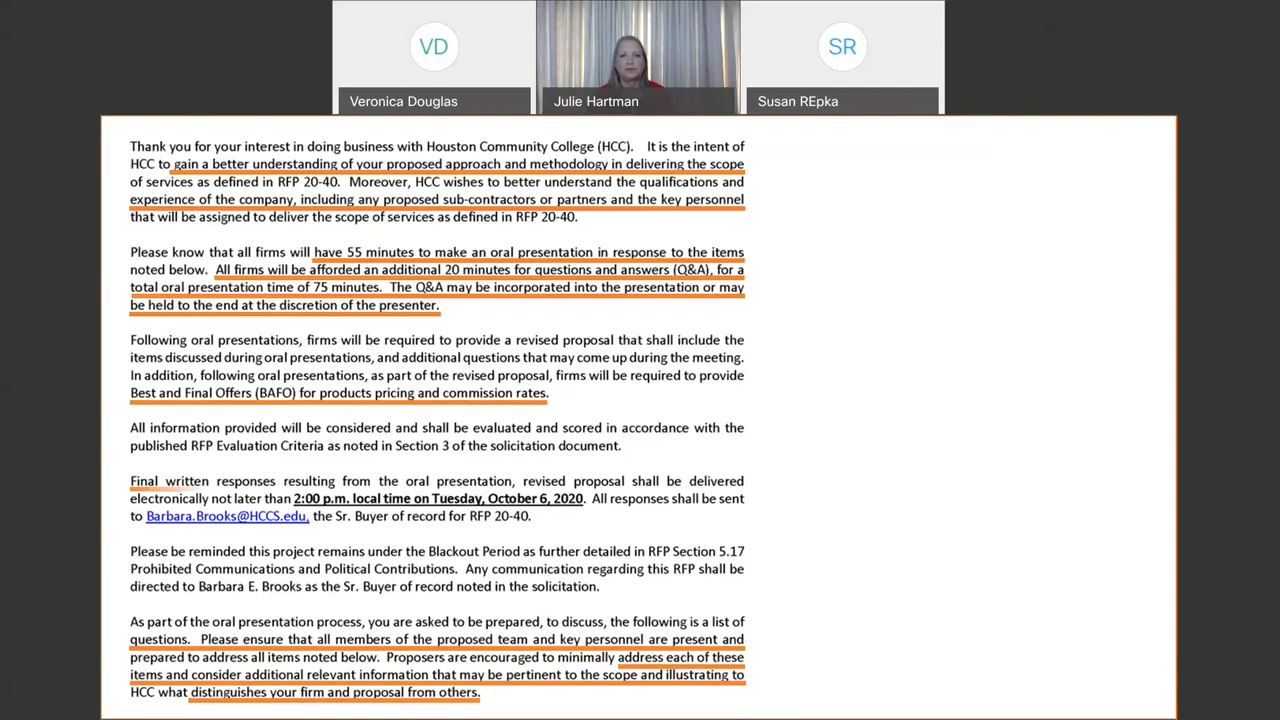 VD
SR
Veronica Douglas
Julie Hartman
Susan REpka
Thank you for your interest in doing business with Houston Community College (HCC). It is the intent of
HCC to gain a better understanding of your proposed approach and methodology in delivering the scope
of services as defined in RFP 20-40. Moreover, HCC wishes to better understand the qualifications and
experience of the company, including any proposed sub-contractors or partners and the key personnel
that will be assigned to deliver the scope of services as defined in RFP 20-40.
Please know that all firms will have 55 minutes to make an oral presentation in response to the items
noted below. All firms will be afforded an additional 20 minutes for questions and answers (Q&A), for a
total oral presentation time of 75 minutes. The Q&A may be incorporated into the presentation or may
be held to the end at the discretion of the presenter.
Following oral presentations, firms will be required to provide a revised proposal that shall include the
items discussed during oral presentations, and additional questions that may come up during the meeting.
In addition, following oral presentations, as part of the revised proposal, firms will be required to provide
Best and Final Offers (BAFO) for products pricing and commission rates.
All information provided will be considered and shall be evaluated and scored in accordance with the
published RFP Evaluation Criteria as noted in Section 3 of the solicitation document.
Final written responses resulting from the oral presentation, revised proposal shall be delivered
electronically not later than 2:00 p.m. local time on Tuesday, October 6, 2020. All responses shall be sent
to Barbara.Brooks@HCCS.edu, the Sr. Buyer of record for RFP 20-40.
Please be reminded this project remains under the Blackout Period as further detailed in RFP Section 5.17
Prohibited Communications and Political Contributions. Any communication regarding this RFP shall be
directed to Barbara E. Brooks as the Sr. Buyer of record noted in the solicitation.
As part of the oral presentation process, you are asked to be prepared, to discuss, the following is a list of
questions. Please ensure that all members of the proposed team and key personnel are present and
prepared to address all items noted below. Proposers are encouraged to minimally address each of these
items and consider additional relevant information that may be pertinent to the scope and illustrating to
HCC what distinguishes your firm and proposal from others.